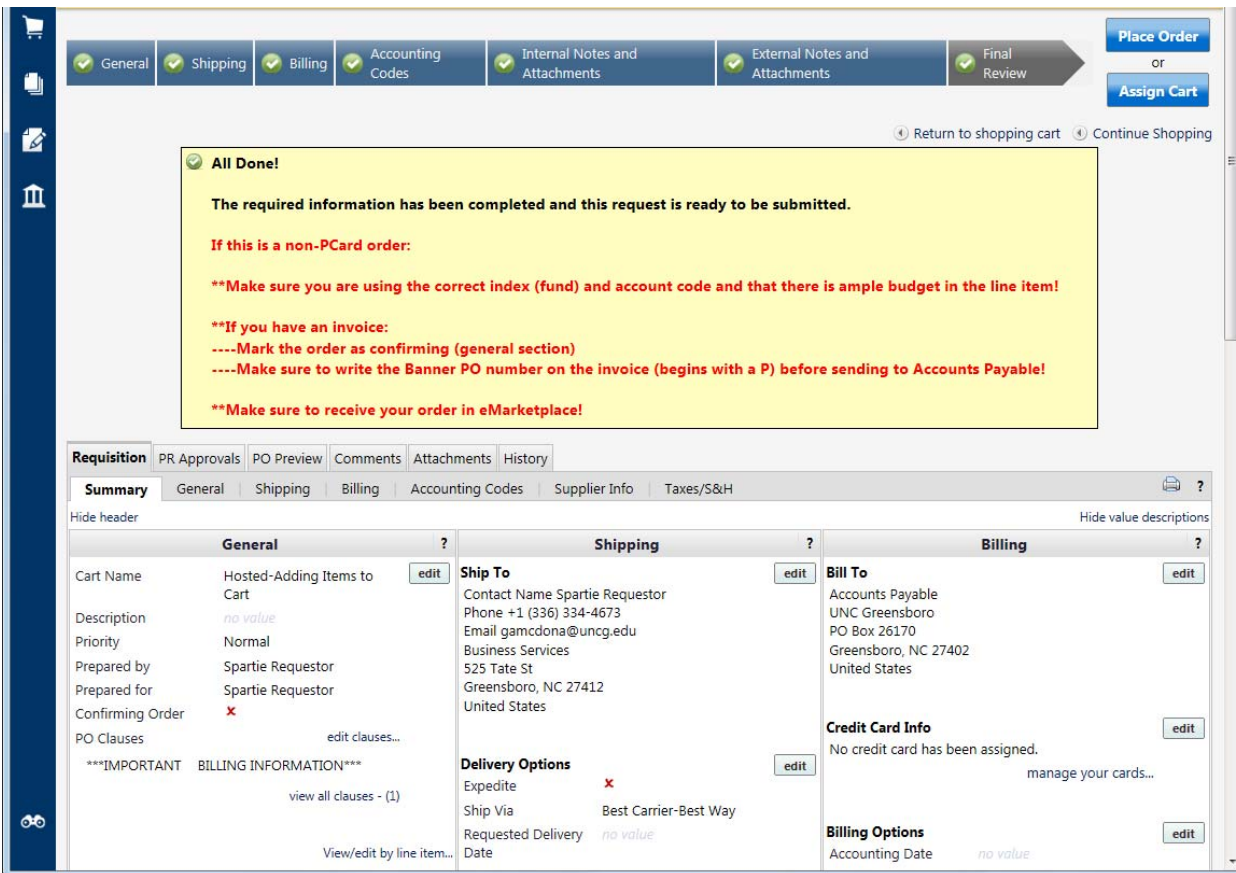 General
Shipping
Billing
Accounting
Codes
Internal Notes and
Attachments
External Notes and
Attachments
Final
Review
Place Order
or
Assign Cart
Return to shopping cart
Continue Shopping
All Done!
The required information has been completed and this request is ready to be submitted.
If this is a non-PCard order:
**Make sure you are using the correct index (fund) and account code and that there is ample budget in the line item!
**If you have an invoice:
----Mark the order as confirming (general section)
----Make sure to write the Banner PO number on the invoice (begins with a P) before sending to Accounts Payable!
**Make sure to receive your order in eMarketplace!
Requisition PR Approvals PO Preview Comments Attachments History
Summary General Shipping Billing Accounting Codes Supplier Info Taxes/S&H ?
Hide header Hide value descriptions
General ?
Cart Name Hosted-Adding Items to edit
Cart
Description no value
Priority Normal
Prepared by Spartie Requestor
Prepared for Spartie Requestor
Confirming Order
PO Clauses edit clauses...
***IMPORTANT BILLING INFORMATION***
view all clauses - (1)
View/edit by line item...
Shipping ?
Ship To edit
Contact Name Spartie Requestor
Phone +1 (336) 334-4673
Email gamcdona@uncg.edu
Business Services
525 Tate St
Greensboro, NC 27412
United States
Delivery Options edit
Expedite
Ship Via Best Carrier-Best Way
Requested Delivery no value
Date
Billing ?
Bill To edit
Accounts Payable
UNC Greensboro
PO Box 26170
Greensboro, NC 27402
United States
Credit Card Info edit
No credit card has been assigned.
manage your cards...
Billing Options edit
Accounting Date no value